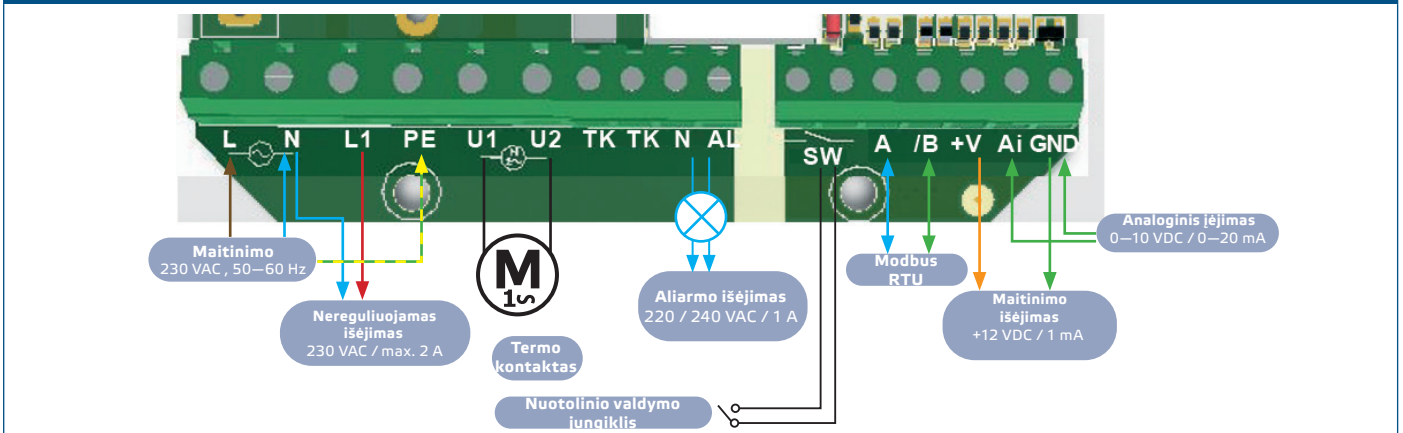 L N L1 PE U1 U2 TK TK N AL SW A /B +V Ai GND
Maitinimo
230 VAC , 50—60 Hz
Nereguliuojamas
išėjimas
230 VAC / max. 2 A
M
1
Termo
kontaktas
Nuotolinio valdymo
jungiklis
Aliarmo išėjimas
220 / 240 VAC / 1 A
Modbus
RTU
Maitinimo
išėjimas
+12 VDC / 1 mA
Analoginis įėjimas
0—10 VDC / 0—20 mA